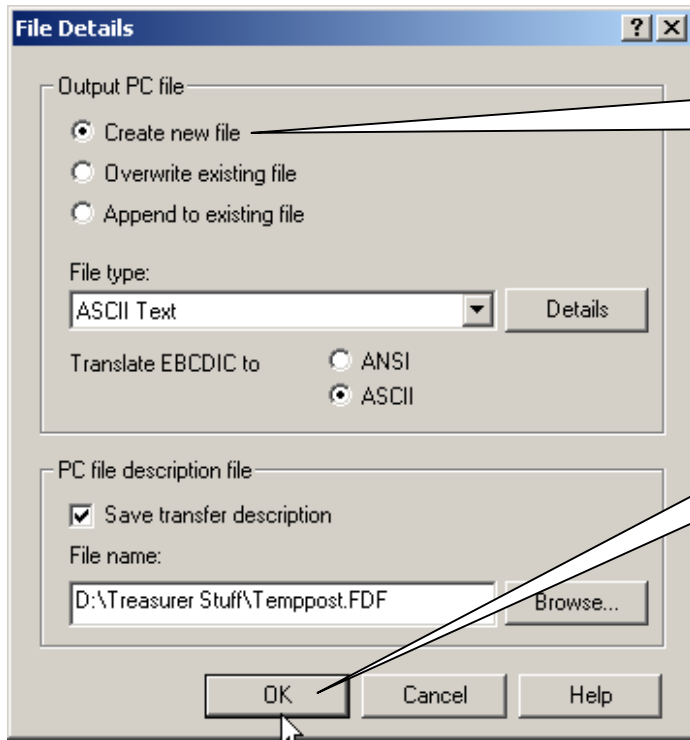 File Details
Output PC file
Create new file
Overwrite existing file
Append to existing file
File type:
ASCII Text
Details
Translate EBCDIC to
ANSI
ASCII
PC file description file
Save transfer description
File name:
D:\Treasurer Stuff\Temppost.FDF
Browse...
OK
Cancel
Help